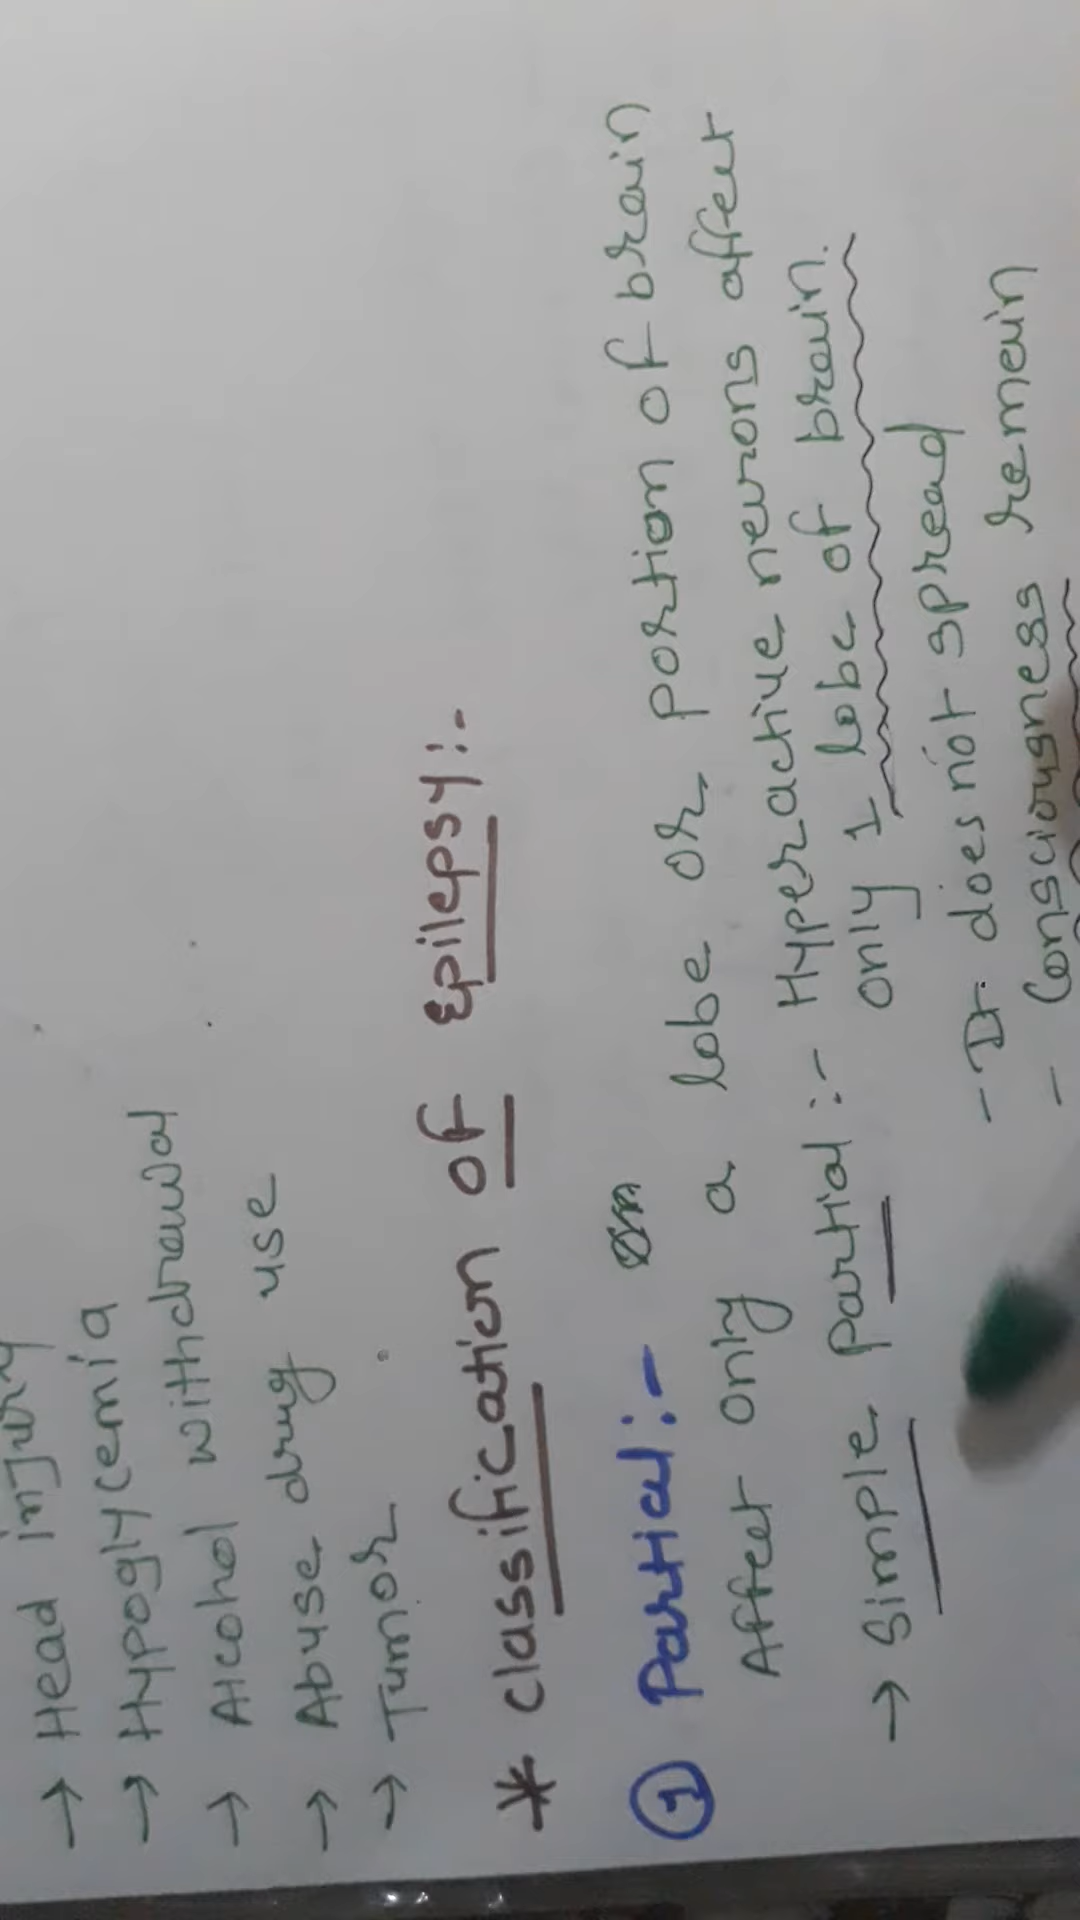 → Head injury
→ Hypoglycemia
→ Alcohol withdrawal
→ Abuse drug use
→ Tumor
* Classification of Epilepsy:-
① Partial:-
Affect only a lobe or portion of brain
→ Simple partial:- Hyperactive neurons affect
only 1 lobe of brain.
- It does not spread
- Consciousness remain